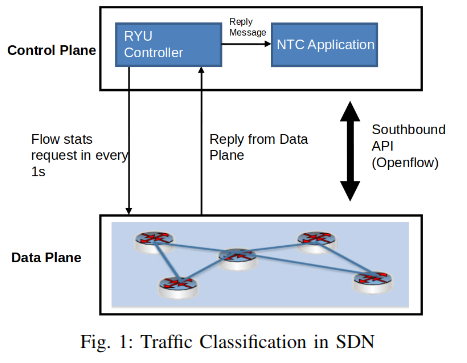 Control Plane
RYU
Controller
Reply
Message
NTC Application
Flow stats
request in every
1s
Reply from Data
Plane
Southbound
API
(Openflow)
Data Plane
Fig. 1: Traffic Classification in SDN